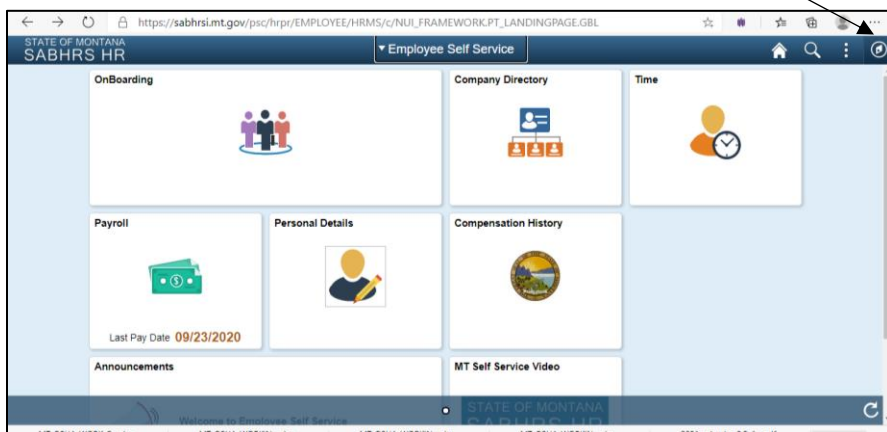 https://sabhrsi.mt.gov/psc/hrpr/EMPLOYEE/HRMS/c/NUI_FRAMEWORK.PT_LANDINGPAGE.GBL
STATE OF MONTANA
SABHRS HR
Employee Self Service
OnBoarding
Company Directory
Time
Payroll
Personal Details
Compensation History
Last Pay Date 09/23/2020
Announcements
MT Self Service Video
Welcome to Employee Self Service
STATE OF MONTANA
SABHRS HR